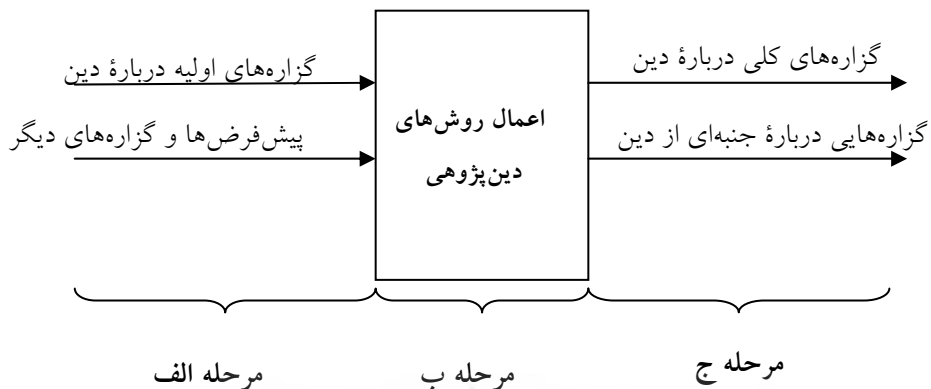 گزاره‌های اولیه دربارهٔ دین
پیش‌فرض‌ها و گزاره‌های دیگر
اعمال روش‌های
دین‌پژوهی
گزاره‌های کلی دربارهٔ دین
گزاره‌هایی دربارهٔ جنبه‌ای از دین
مرحله الف
مرحله ب
مرحله ج